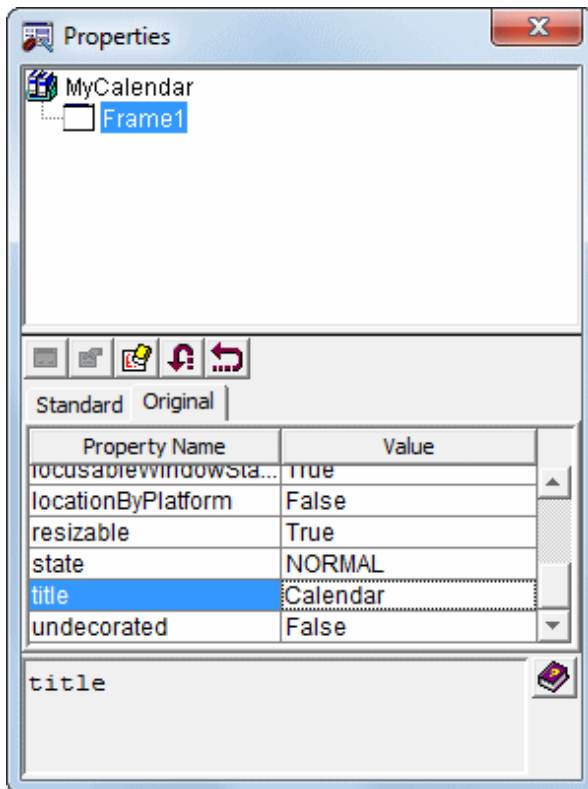 Properties
MyCalendar
Frame1
Standard Original
Property Name Value
focusableWindowSta... True
locationByPlatform False
resizable True
state NORMAL
title Calendar
undecorated False
title